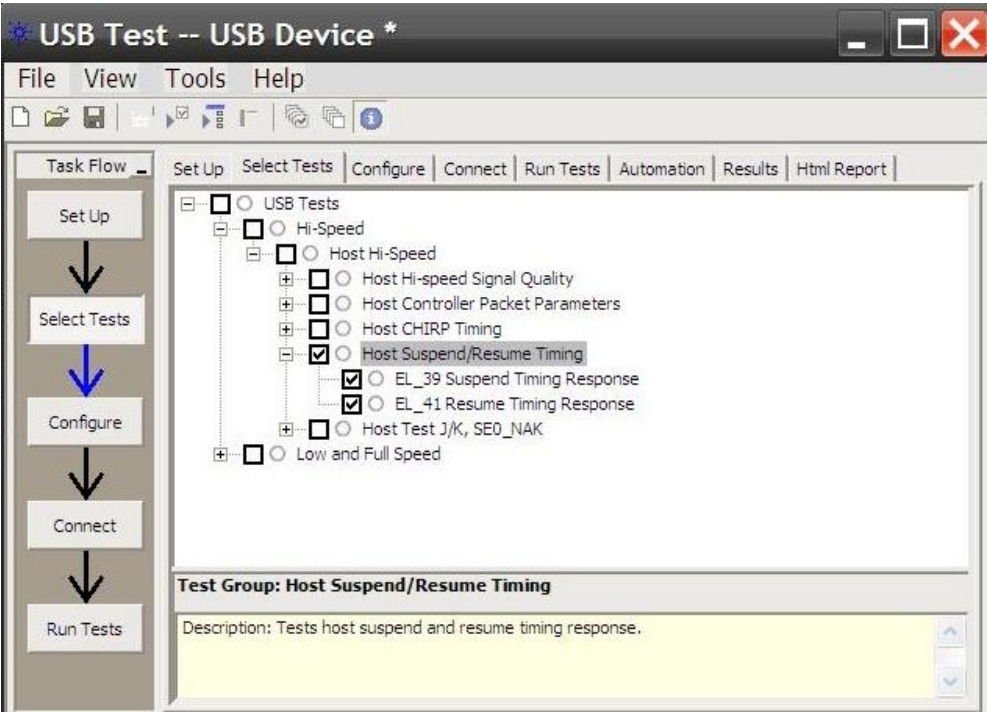 USB Test -- USB Device *
File View Tools Help
Task Flow
Set Up Select Tests Configure Connect Run Tests Automation Results Html Report
Set Up
Select Tests
Configure
Connect
Run Tests
USB Tests
Hi-Speed
Host Hi-Speed
Host Hi-speed Signal Quality
Host Controller Packet Parameters
Host CHIRP Timing
Host Suspend/Resume Timing
EL_39 Suspend Timing Response
EL_41 Resume Timing Response
Host Test J/K, SE0_NAK
Low and Full Speed
Test Group: Host Suspend/Resume Timing
Description: Tests host suspend and resume timing response.